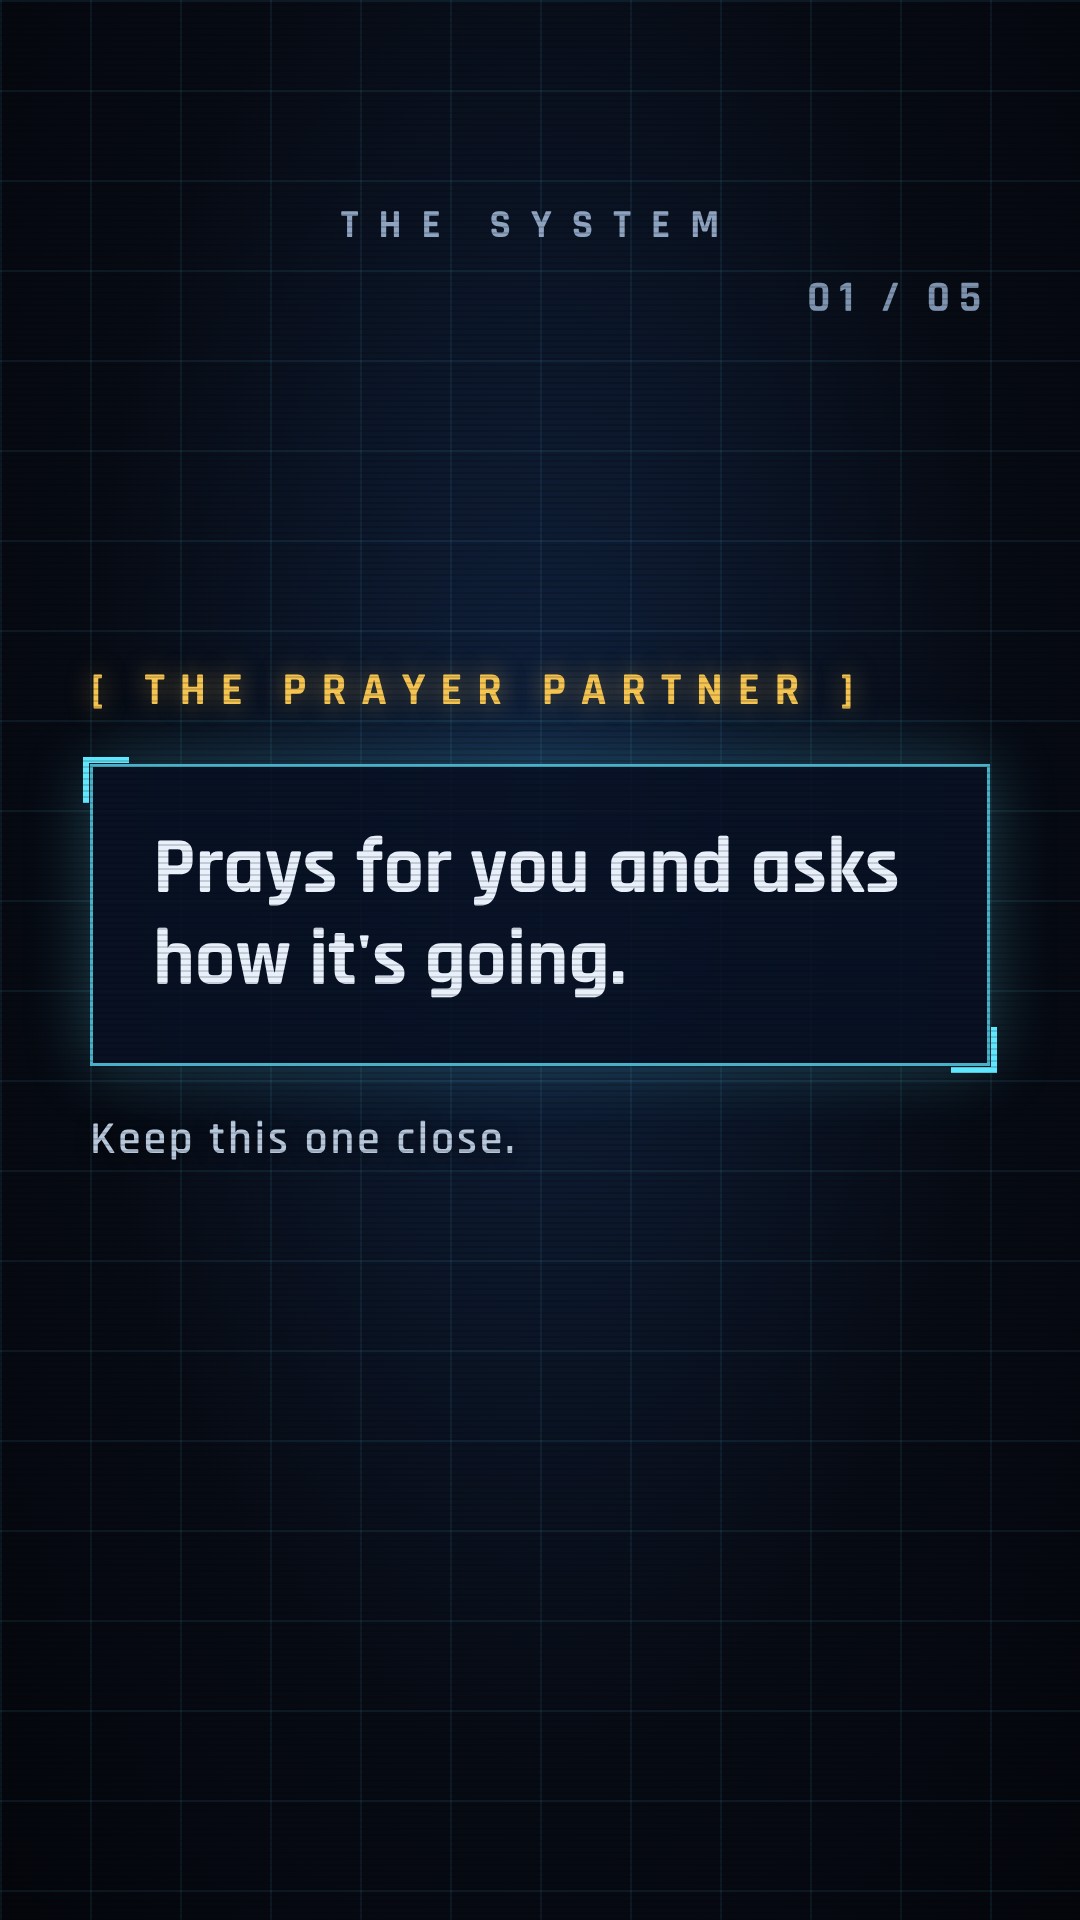 THE SYSTEM
01 / 05
[ THE PRAYER PARTNER ]
Prays for you and asks
how it's going.
Keep this one close.